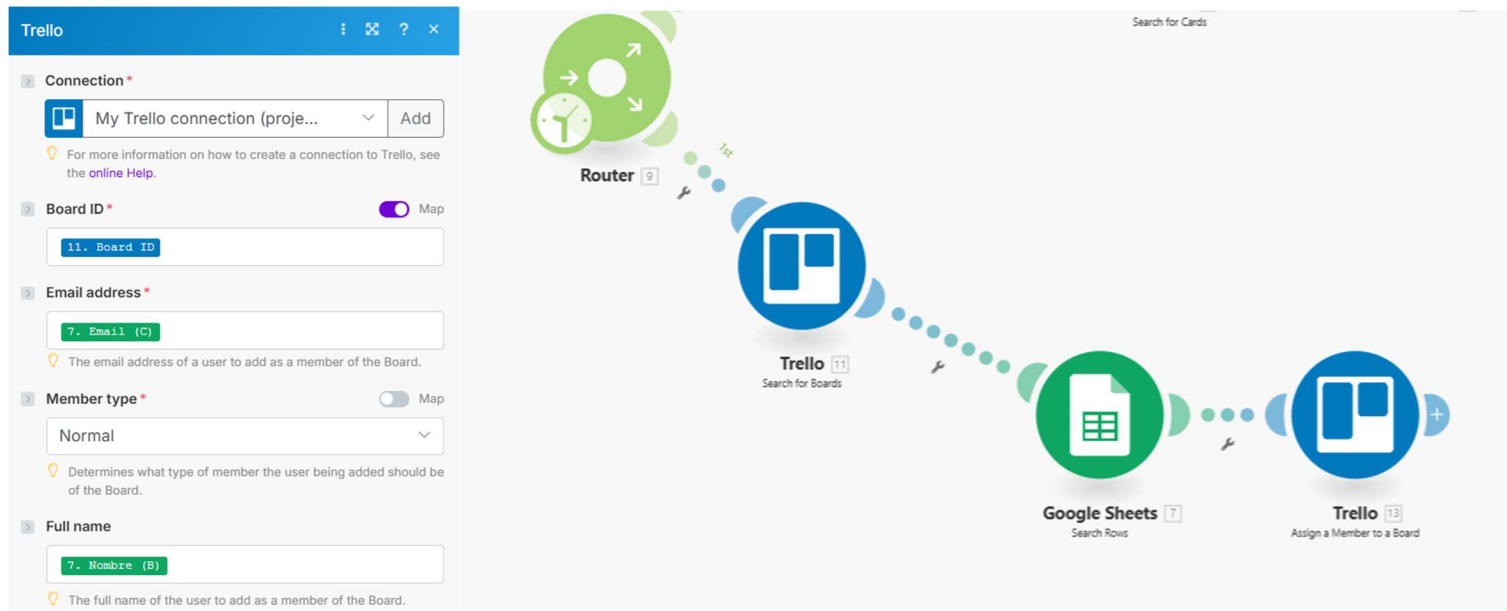 Trello
?
Connection *
My Trello connection (proje...
Add
For more information on how to create a connection to Trello, see
the online Help.
Board ID *
Map
11. Board ID
Email address *
7. Email (C)
The email address of a user to add as a member of the Board.
Member type *
Map
Normal
Determines what type of member the user being added should be
of the Board.
Full name
7. Nombre (B)
The full name of the user to add as a member of the Board.
Search for Cards
1st
Router 9
Trello 11
Search for Boards
Google Sheets 7
Search Rows
Trello 13
Assign a Member to a Board